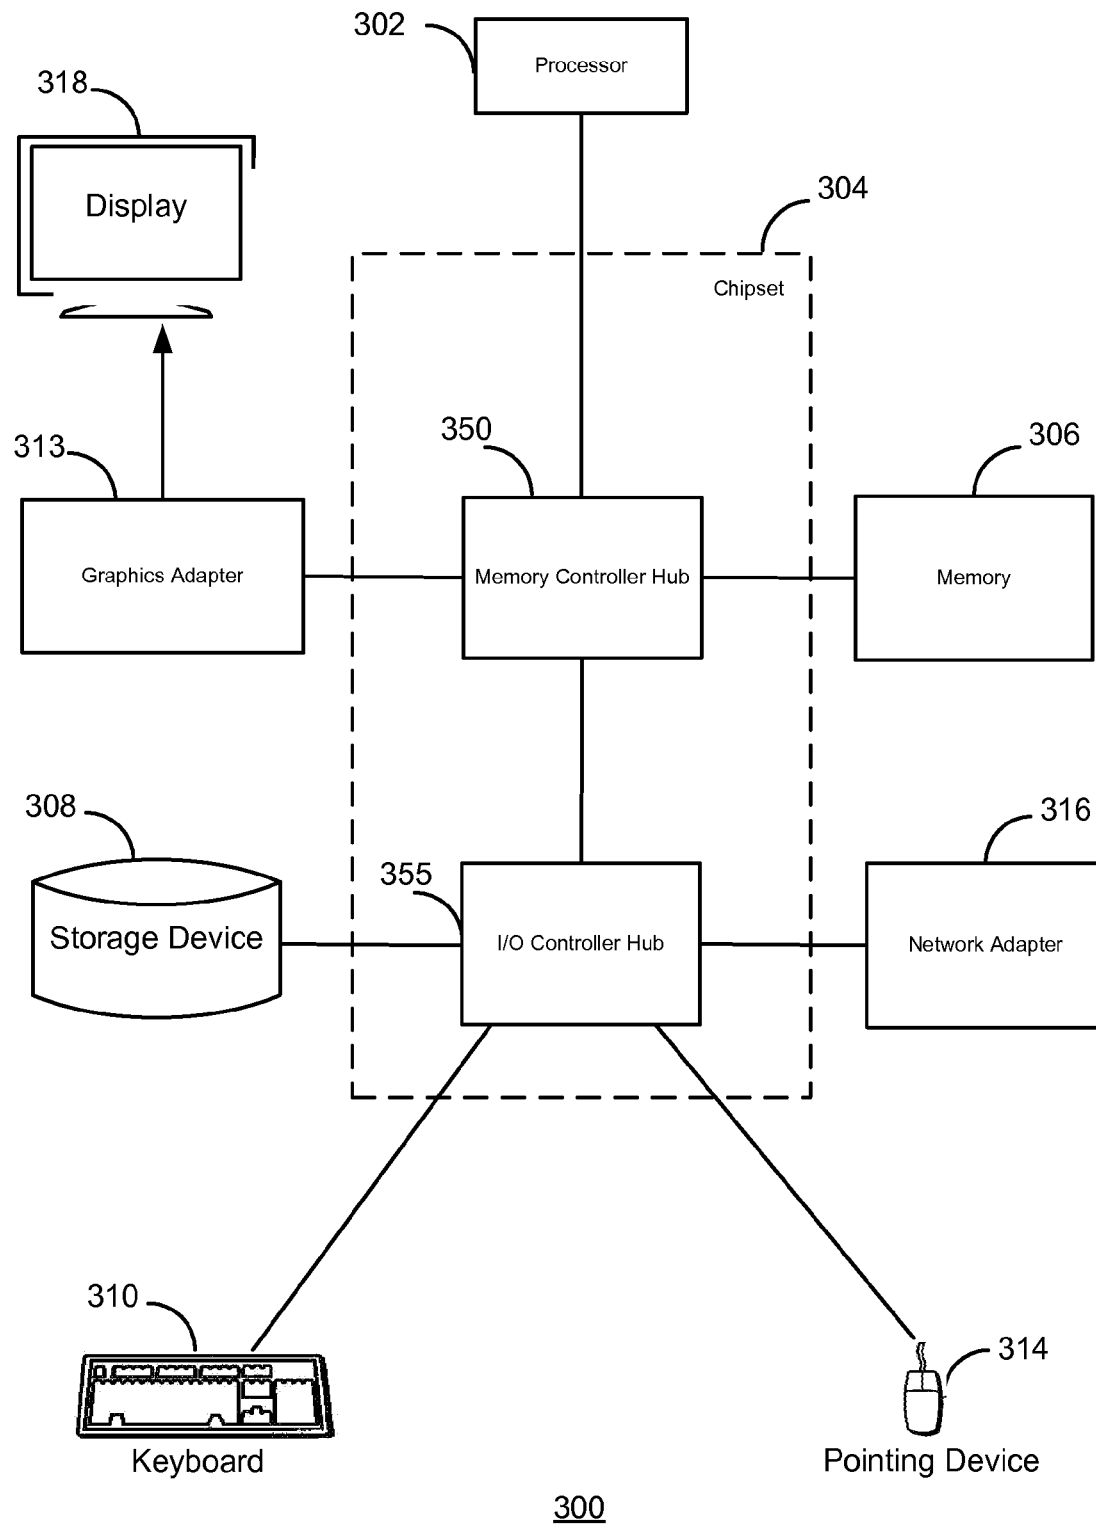 302
Processor
318
Display
304
Chipset
313
350
306
Graphics Adapter
Memory Controller Hub
Memory
308
355
316
Storage Device
I/O Controller Hub
Network Adapter
310
314
Keyboard
Pointing Device
300